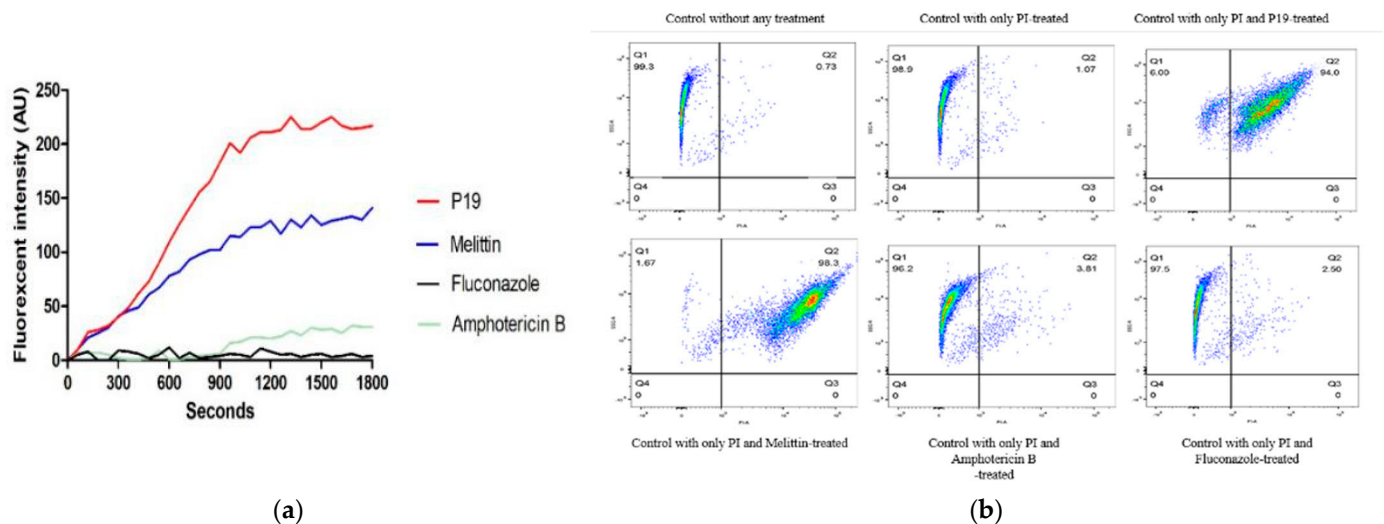 Fluorexcent intensity (AU)
250
200
150
100
50
0
0 300 600 900 1200 1500 1800
Seconds
P19
Melittin
Fluconazole
Amphotericin B
(a)
Control without any treatment
Q1
99.3
Q2
0.73
Q4
0
Q3
0
Control with only PI-treated
Q1
98.9
Q2
1.07
Q4
0
Q3
0
Control with only PI and P19-treated
Q1
6.00
Q2
94.0
Q4
0
Q3
0
Q1
1.67
Q2
98.3
Q4
0
Q3
0
Control with only PI and Melittin-treated
Q1
96.2
Q2
3.81
Q4
0
Q3
0
Control with only PI and
Amphotericin B
-treated
Q1
97.5
Q2
2.50
Q4
0
Q3
0
Control with only PI and
Fluconazole-treated
(b)